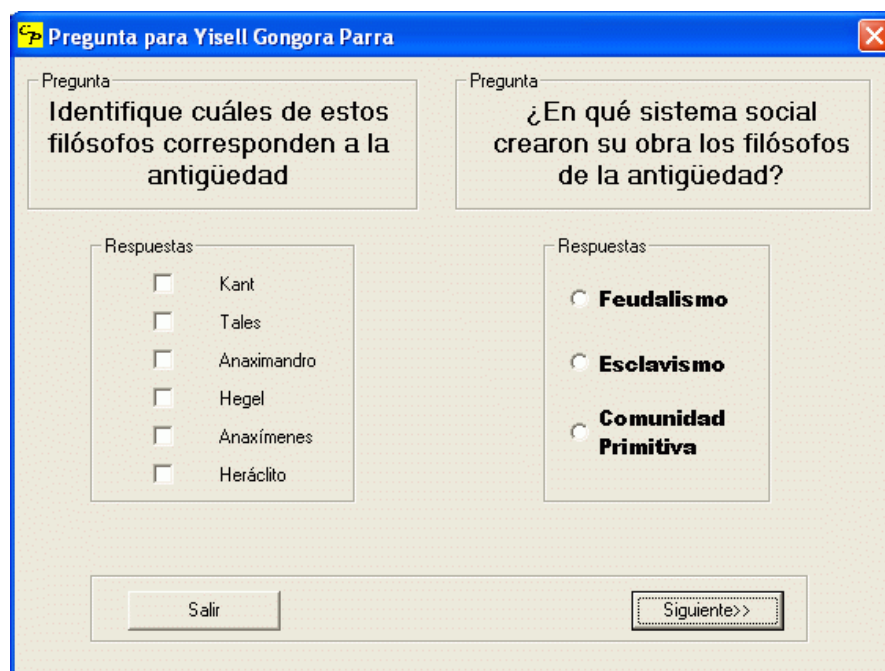 CP Pregunta para Yisell Gongora Parra
Pregunta
Identifique cuáles de estos
filósofos corresponden a la
antigüedad
Pregunta
¿En qué sistema social
crearon su obra los filósofos
de la antigüedad?
Respuestas
Kant
Tales
Anaximandro
Hegel
Anaxímenes
Heráclito
Respuestas
Feudalismo
Esclavismo
Comunidad
Primitiva
Salir
Siguiente>>